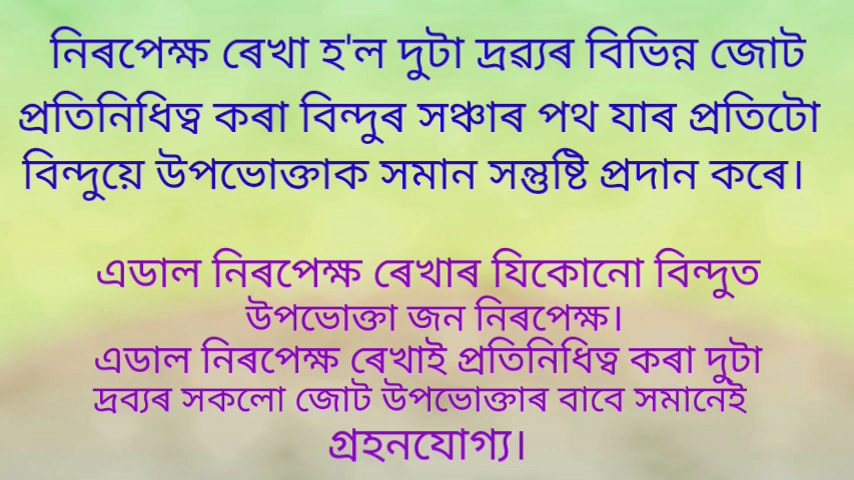 নিৰপেক্ষ ৰেখা হ'ল দুটা দ্ৰৱ্যৰ বিভিন্ন জোট
প্ৰতিনিধিত্ব কৰা বিন্দুৰ সঞ্চাৰ পথ যাৰ প্ৰতিটো
বিন্দুয়ে উপভোক্তাক সমান সন্তুষ্টি প্ৰদান কৰে।
এডাল নিৰপেক্ষ ৰেখাৰ যিকোনো বিন্দুত
উপভোক্তা জন নিৰপেক্ষ।
এডাল নিৰপেক্ষ ৰেখাই প্ৰতিনিধিত্ব কৰা দুটা
দ্ৰব্যৰ সকলো জোট উপভোক্তাৰ বাবে সমানেই
গ্ৰহনযোগ্য।